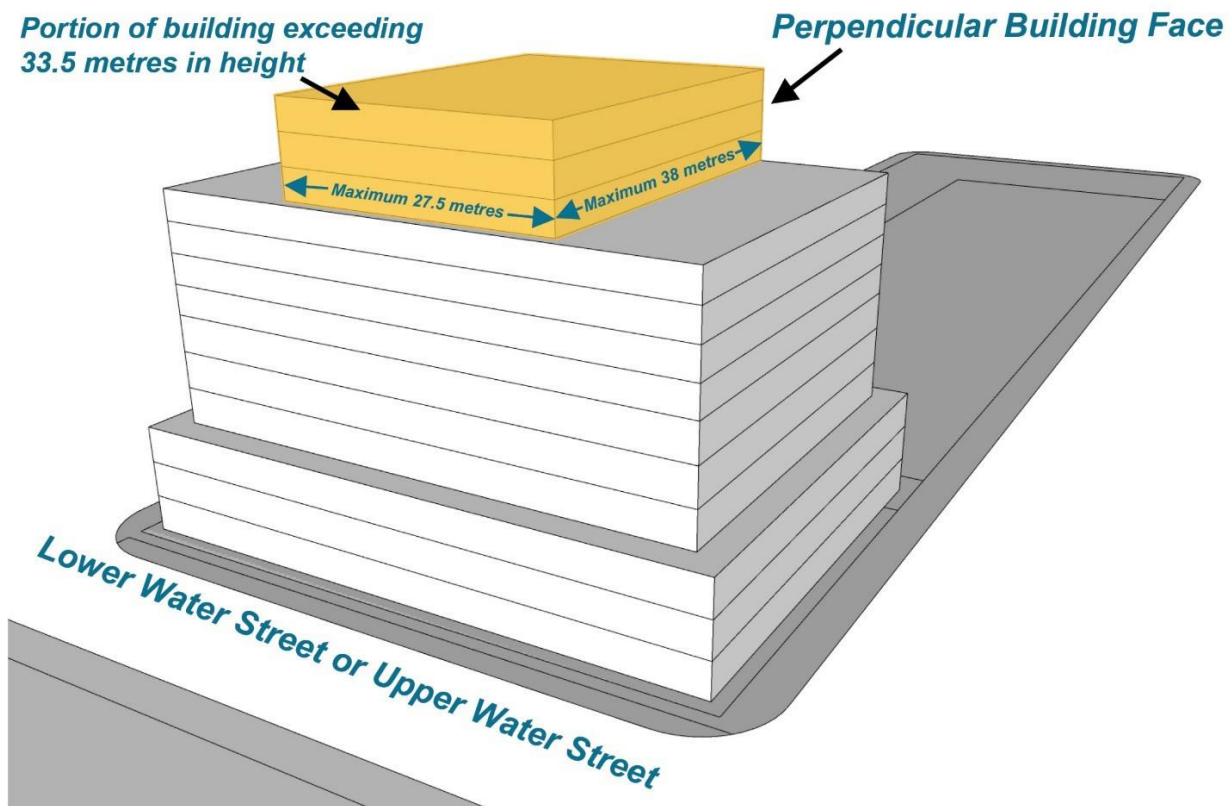 Portion of building exceeding
33.5 metres in height
Perpendicular Building Face
Maximum 27.5 metres
Maximum 38 metres
Lower Water Street or Upper Water Street